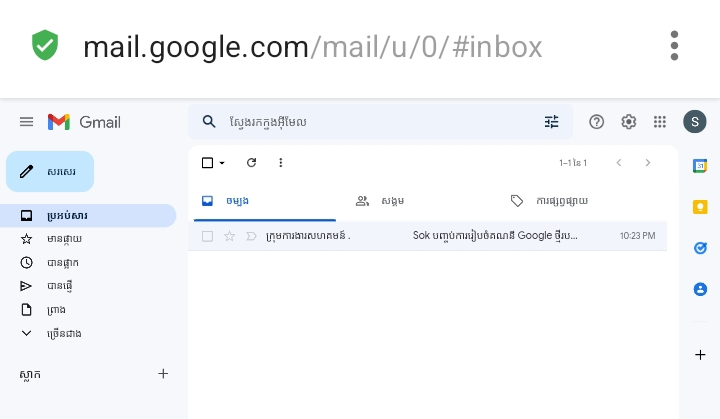 mail.google.com/mail/u/0/#inbox
Gmail
ស្វែងរកក្នុងអ៊ីមែល
S
សរសេរ
1–1 នៃ 1
ចម្បង
សង្គម
ការផ្សព្វផ្សាយ
ប្រអប់សារ
ក្រុមការងារសហគមន៍ .
Sok បញ្ចប់ការរៀបចំគណនី Google ថ្មីរប...
10:23 PM
មានផ្កាយ
បានផ្អាក
បានផ្ញើ
ព្រាង
ច្រើនជាង
ស្លាក